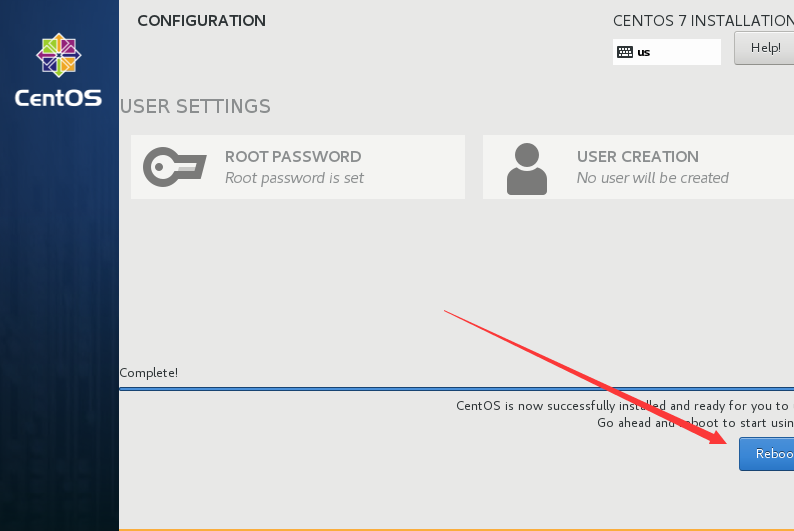 CONFIGURATION
CENTOS 7 INSTALLATION
us
Help!
CentOS
USER SETTINGS
ROOT PASSWORD
Root password is set
USER CREATION
No user will be created
Complete!
CentOS is now successfully installed and ready for you to
Go ahead and reboot to start usin
Reboo